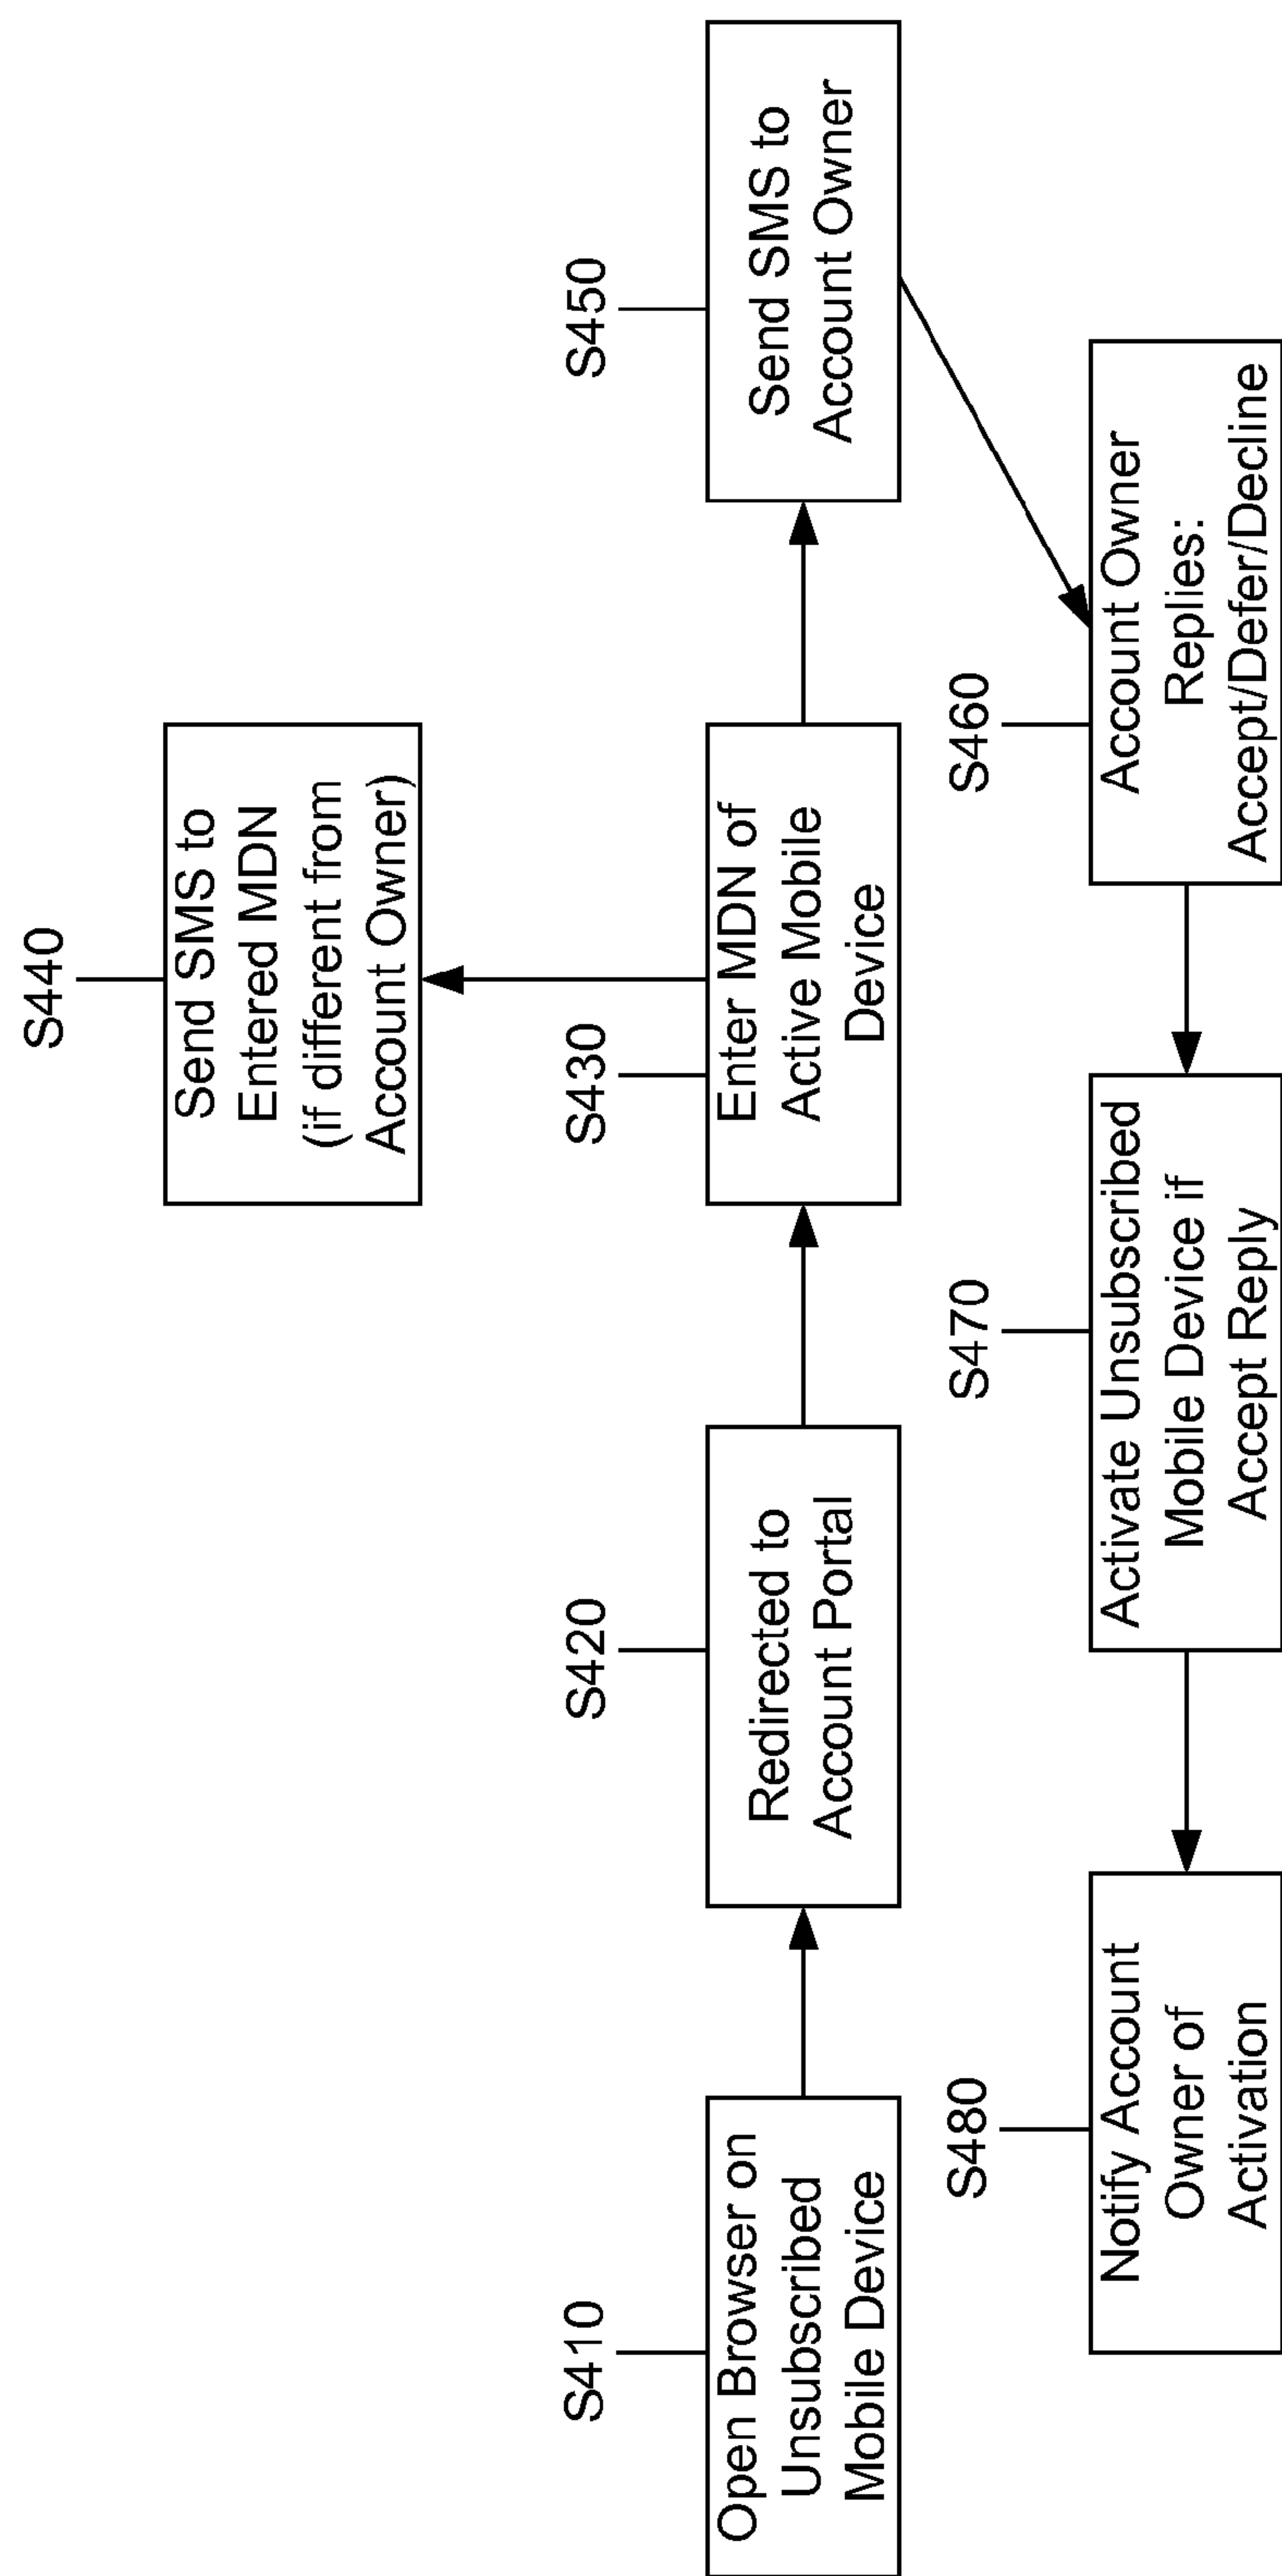 S440
Send SMS to
Entered MDN
(if different from
Account Owner)
S410
Open Browser on
Unsubscribed
Mobile Device
S420
Redirected to
Account Portal
S430
Enter MDN of
Active Mobile
Device
S450
Send SMS to
Account Owner
S480
Notify Account
Owner of
Activation
S470
Activate Unsubscribed
Mobile Device if
Accept Reply
S460
Account Owner
Replies:
Accept/Defer/Decline